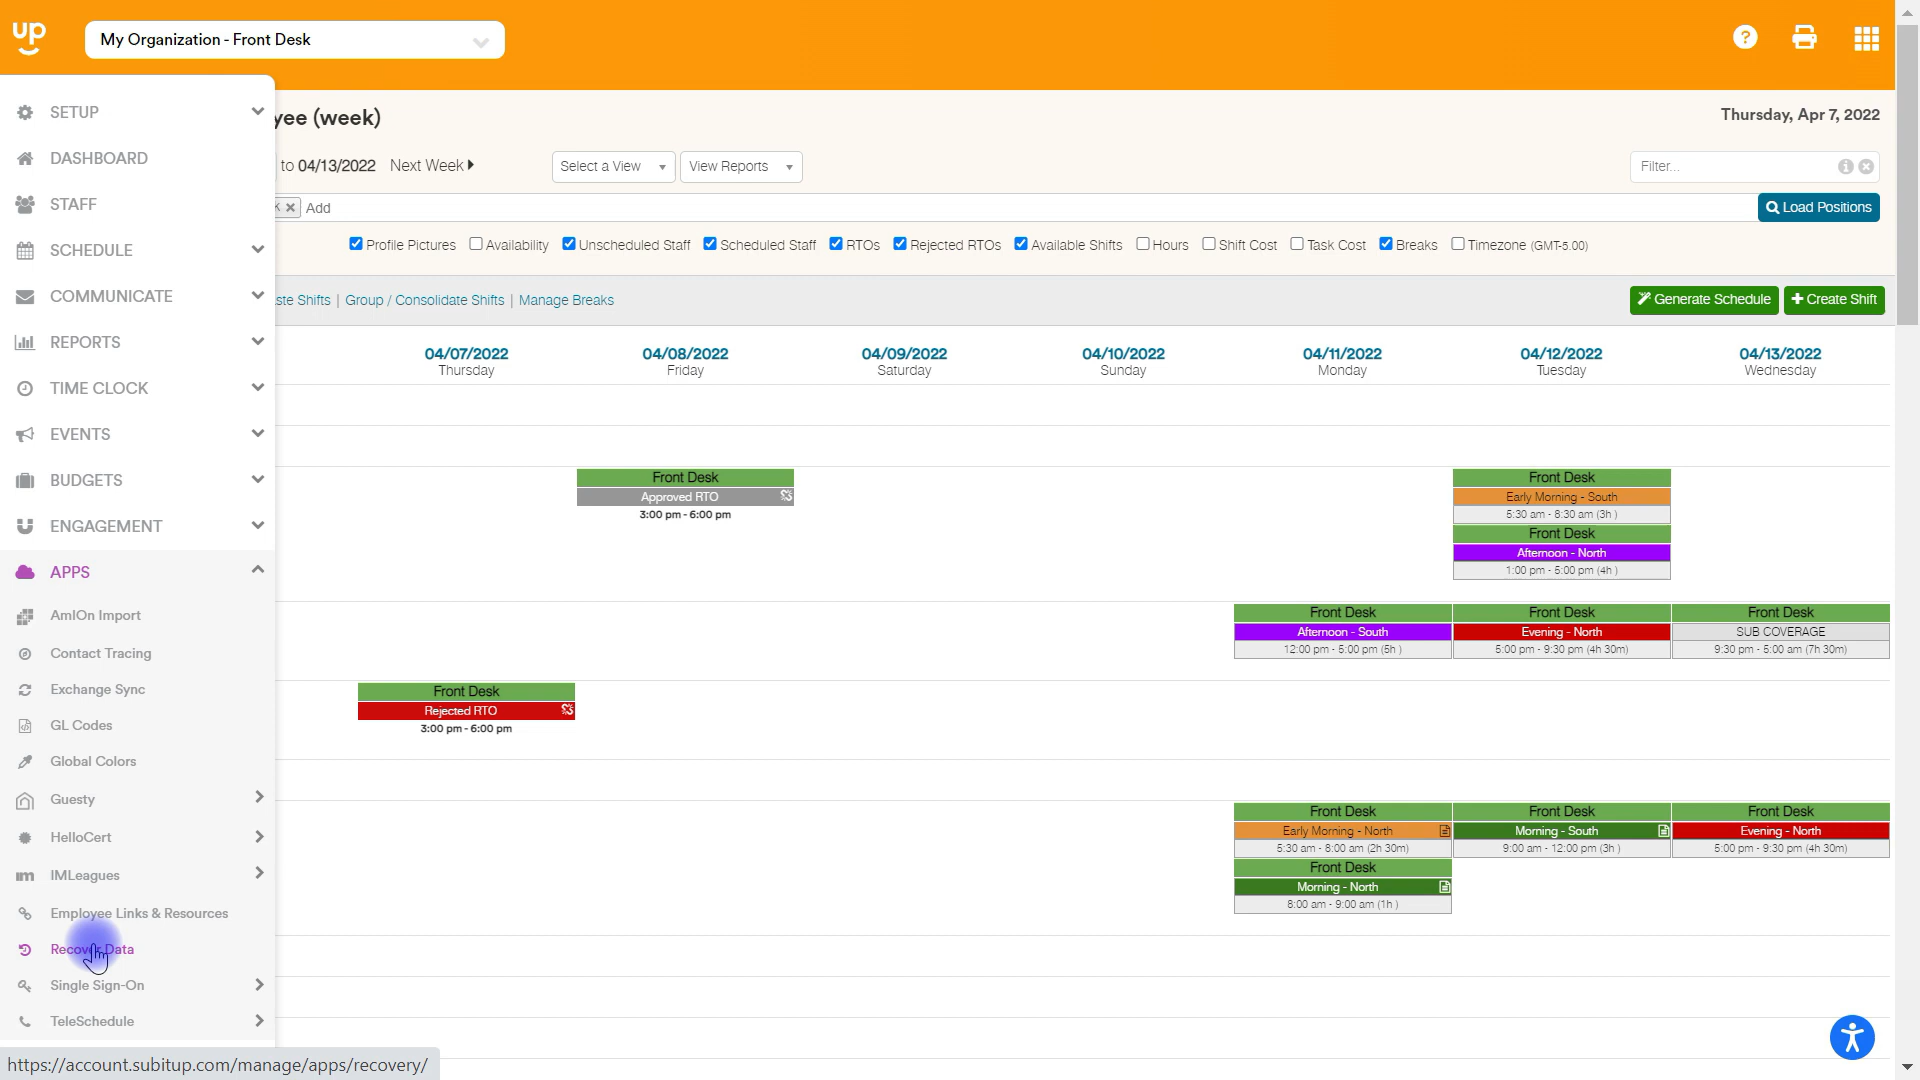 up
My Organization - Front Desk
SETUP
DASHBOARD
STAFF
SCHEDULE
COMMUNICATE
REPORTS
TIME CLOCK
EVENTS
BUDGETS
ENGAGEMENT
APPS
AmIOn Import
Contact Tracing
Exchange Sync
GL Codes
Global Colors
Guesty
HelloCert
IMLeagues
Employee Links & Resources
Recover Data
Single Sign-On
TeleSchedule
https://account.subitup.com/manage/apps/recovery/
yee (week)
Thursday, Apr 7, 2022
to 04/13/2022 Next Week
Select a View
View Reports
Filter...
Add
Load Positions
Profile Pictures Availability Unscheduled Staff Scheduled Staff RTOs Rejected RTOs Available Shifts Hours Shift Cost Task Cost Breaks Timezone (GMT-5:00)
ste Shifts | Group / Consolidate Shifts | Manage Breaks
Generate Schedule
+ Create Shift
04/07/2022 04/08/2022 04/09/2022 04/10/2022 04/11/2022 04/12/2022 04/13/2022
Thursday Friday Saturday Sunday Monday Tuesday Wednesday
Front Desk Front Desk
Approved RTO Early Morning - South
3:00 pm - 6:00 pm 5:30 am - 8:30 am (3h )
Front Desk
Afternoon - North
1:00 pm - 5:00 pm (4h )
Front Desk Front Desk Front Desk
Afternoon - South Evening - North SUB COVERAGE
12:00 pm - 5:00 pm (5h ) 5:00 pm - 9:30 pm (4h 30m) 9:30 pm - 5:00 am (7h 30m)
Front Desk
Rejected RTO
3:00 pm - 6:00 pm
Front Desk Front Desk Front Desk
Early Morning - North Morning - South Evening - North
5:30 am - 8:00 am (2h 30m) 9:00 am - 12:00 pm (3h ) 5:00 pm - 9:30 pm (4h 30m)
Front Desk
Morning - North
8:00 am - 9:00 am (1h )